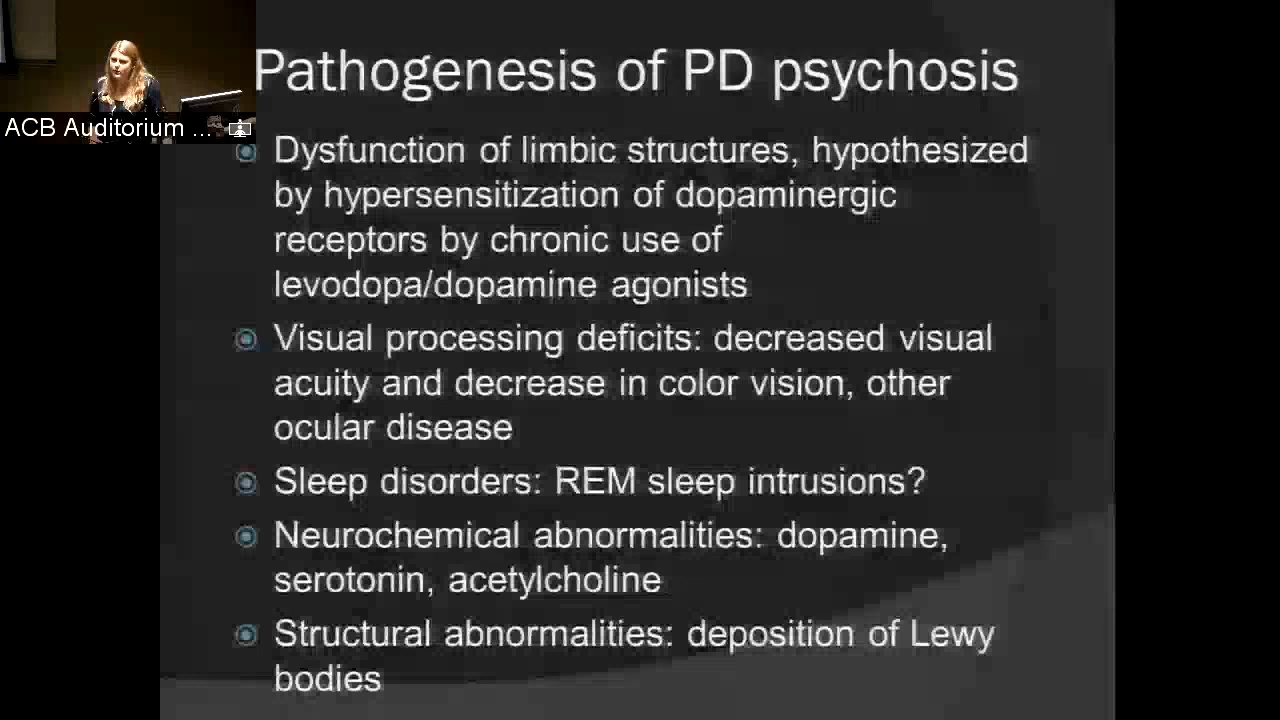 Pathogenesis of PD psychosis
ACB Auditorium ...
Dysfunction of limbic structures, hypothesized
by hypersensitization of dopaminergic
receptors by chronic use of
levodopa/dopamine agonists
Visual processing deficits: decreased visual
acuity and decrease in color vision, other
ocular disease
Sleep disorders: REM sleep intrusions?
Neurochemical abnormalities: dopamine,
serotonin, acetylcholine
Structural abnormalities: deposition of Lewy
bodies